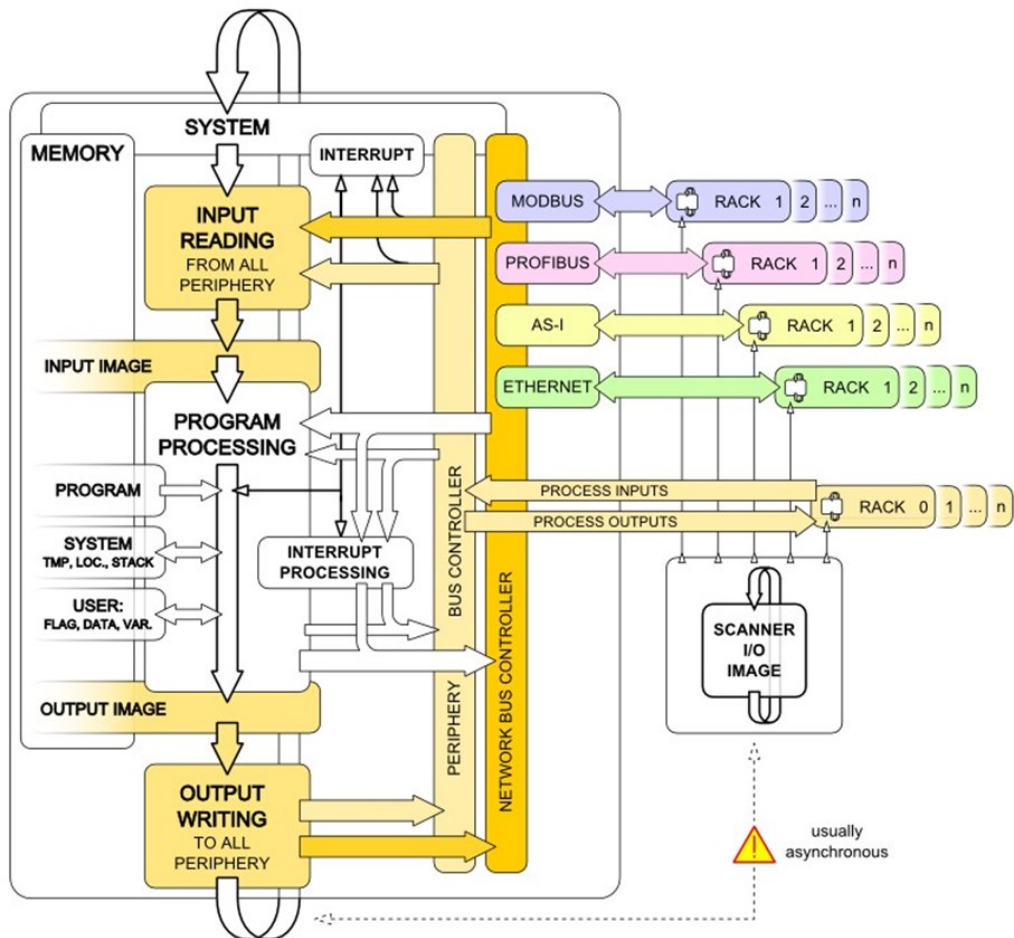 SYSTEM
MEMORY
INTERRUPT
INPUT
READING
FROM ALL
PERIPHERY
MODBUS
RACK 1 2 ... n
PROFIBUS
RACK 1 2 ... n
AS-I
RACK 1 2 ... n
INPUT IMAGE
ETHERNET
RACK 1 2 ... n
PROGRAM
PROCESSING
PROGRAM
PROCESS INPUTS
RACK 0 1 ... n
PROCESS OUTPUTS
SYSTEM
TMP, LOC., STACK
INTERRUPT
PROCESSING
USER:
FLAG, DATA, VAR.
PERIPHERY BUS CONTROLLER
NETWORK BUS CONTROLLER
SCANNER
I/O
IMAGE
OUTPUT IMAGE
OUTPUT
WRITING
TO ALL
PERIPHERY
!
usually
asynchronous